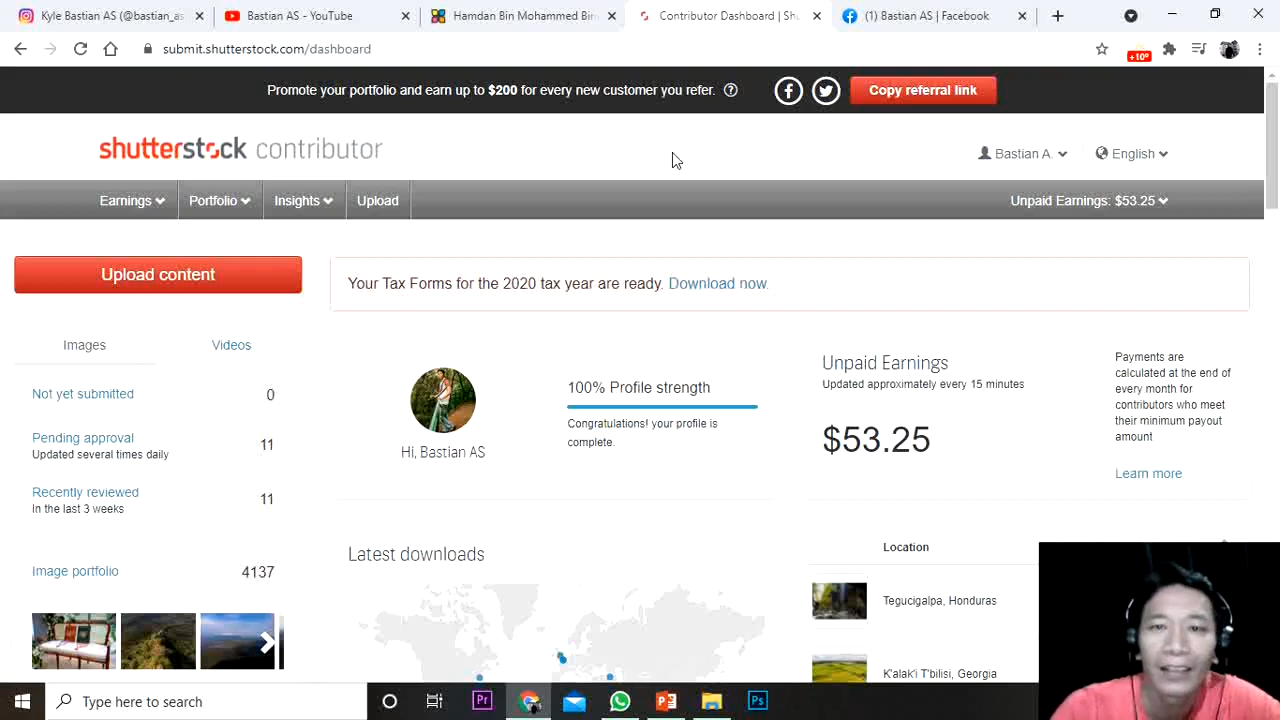 Kyle Bastian AS (@bastian_as
Bastian AS - YouTube
Hamdan Bin Mohammed Bin
Contributor Dashboard | Shu
(1) Bastian AS | Facebook
submit.shutterstock.com/dashboard
+10°
Promote your portfolio and earn up to $200 for every new customer you refer. ?
Copy referral link
shutterstock contributor
Bastian A.
English
Earnings
Portfolio
Insights
Upload
Unpaid Earnings: $53.25
Upload content
Your Tax Forms for the 2020 tax year are ready. Download now.
Images
Videos
Not yet submitted 0
Pending approval 11
Updated several times daily
Recently reviewed 11
In the last 3 weeks
Image portfolio 4137
Hi, Bastian AS
100% Profile strength
Congratulations! your profile is
complete.
Unpaid Earnings
Updated approximately every 15 minutes
$53.25
Payments are
calculated at the end of
every month for
contributors who meet
their minimum payout
amount
Learn more
Latest downloads
Location
Tegucigalpa, Honduras
K'alak'i T'bilisi, Georgia
Type here to search
Pr
Ps